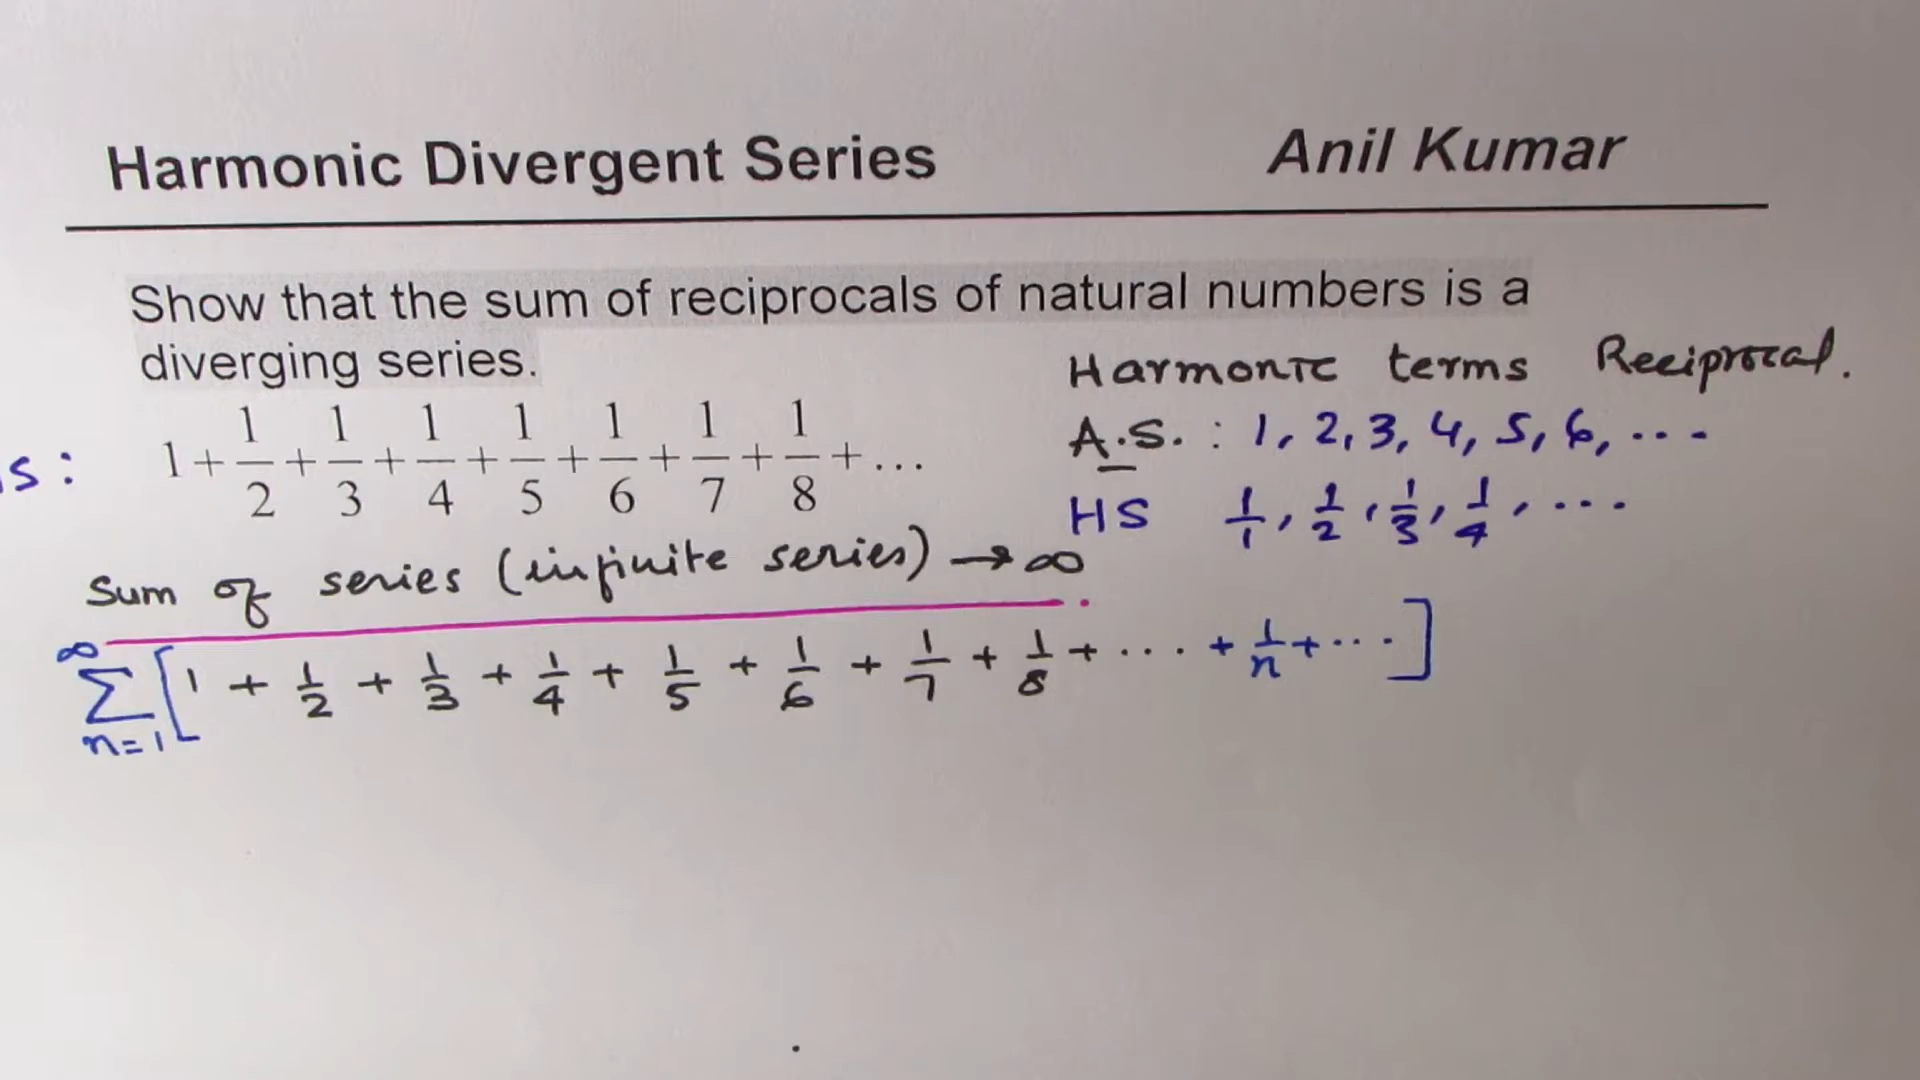 Harmonic Divergent Series Anil Kumar
Show that the sum of reciprocals of natural numbers is a
diverging series.
Harmonic terms Reciprocal.
A.S. : 1, 2, 3, 4, 5, 6, ...
s : 1 + 1/2 + 1/3 + 1/4 + 1/5 + 1/6 + 1/7 + 1/8 + ...
HS 1/1, 1/2, 1/3, 1/4, ...
Sum of series (infinite series) → ∞
∞ Σ n=1 [1 + 1/2 + 1/3 + 1/4 + 1/5 + 1/6 + 1/7 + 1/8 + ... + 1/n + ...]